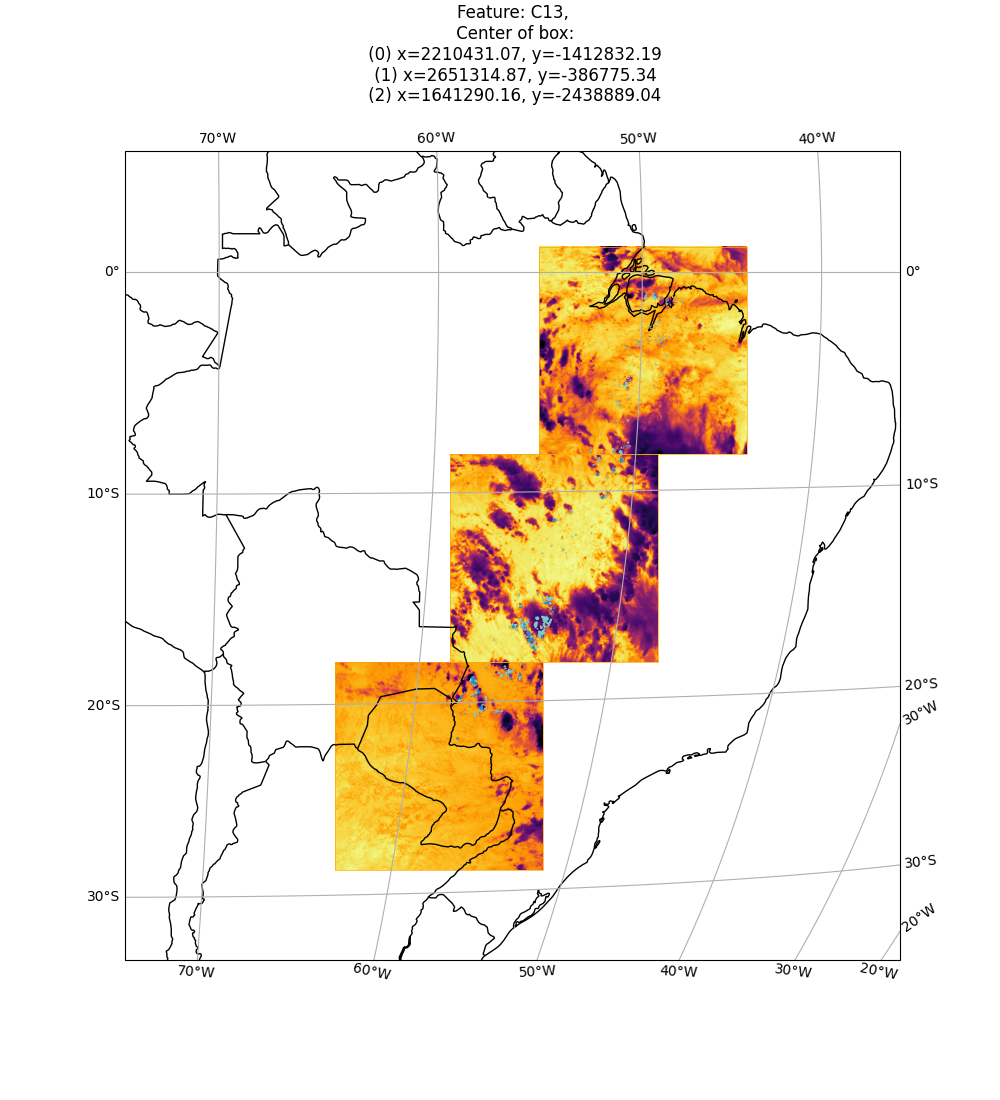 Feature: C13,
Center of box:
(0) x=2210431.07, y=-1412832.19
(1) x=2651314.87, y=-386775.34
(2) x=1641290.16, y=-2438889.04
70°W 60°W 50°W 40°W
0° 0°
10°S 10°S
20°S 20°S
30°W
30°S 30°S
20°W
70°W 60°W 50°W 40°W 30°W 20°W